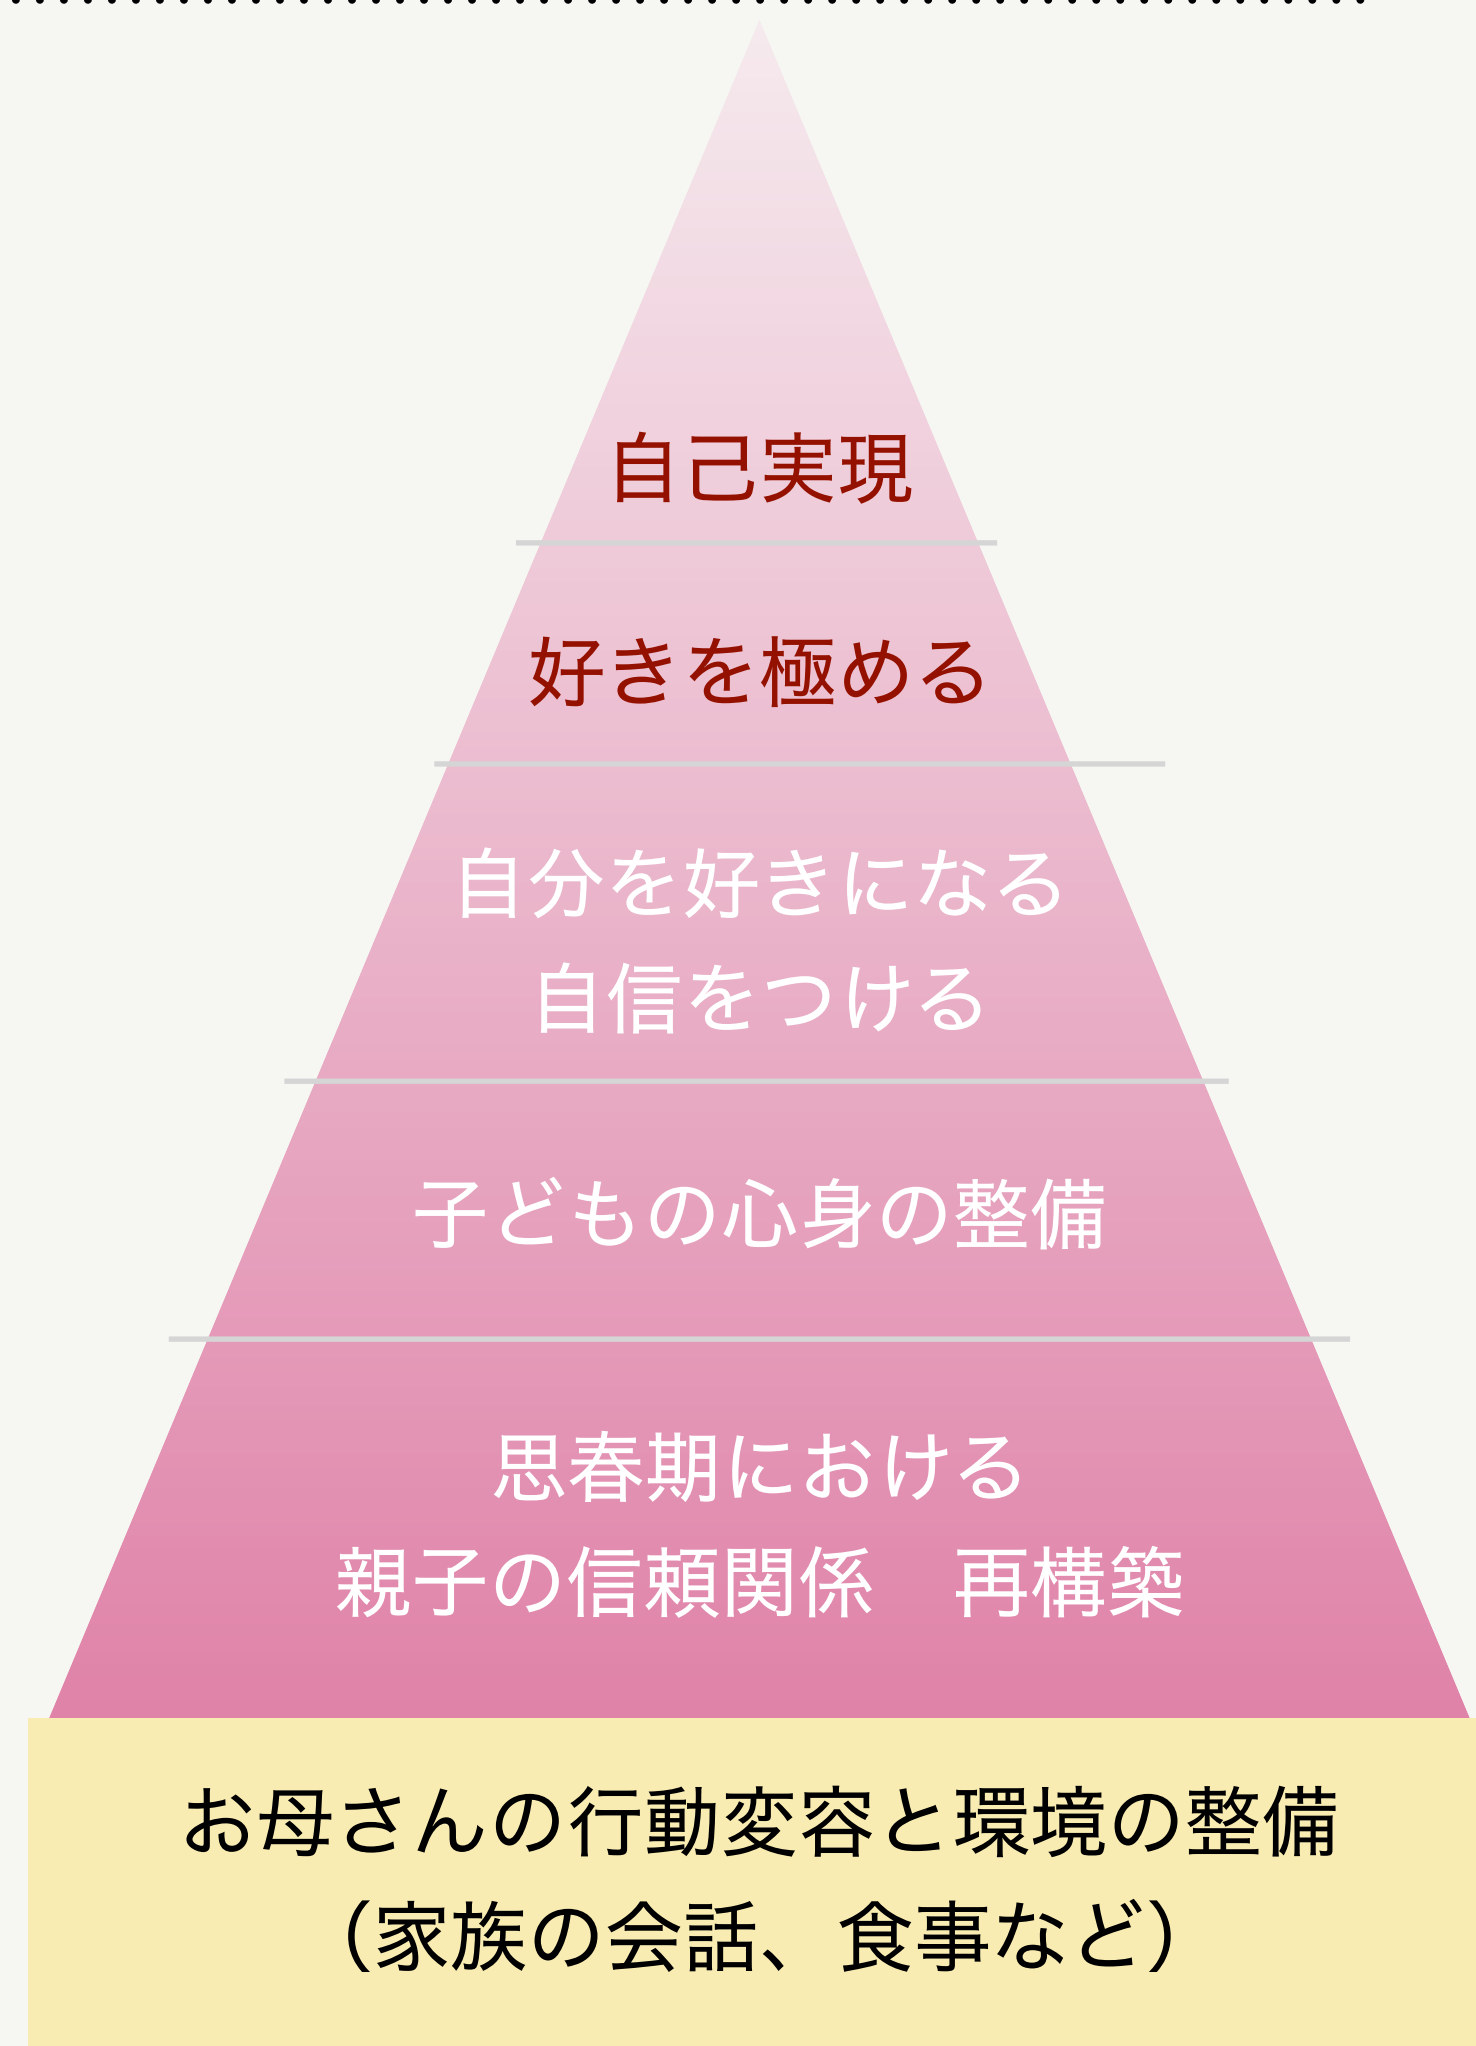 自己実現
好きを極める
自分を好きになる
自信をつける
子どもの心身の整備
思春期における
親子の信頼関係　再構築
お母さんの行動変容と環境の整備
（家族の会話、食事など）